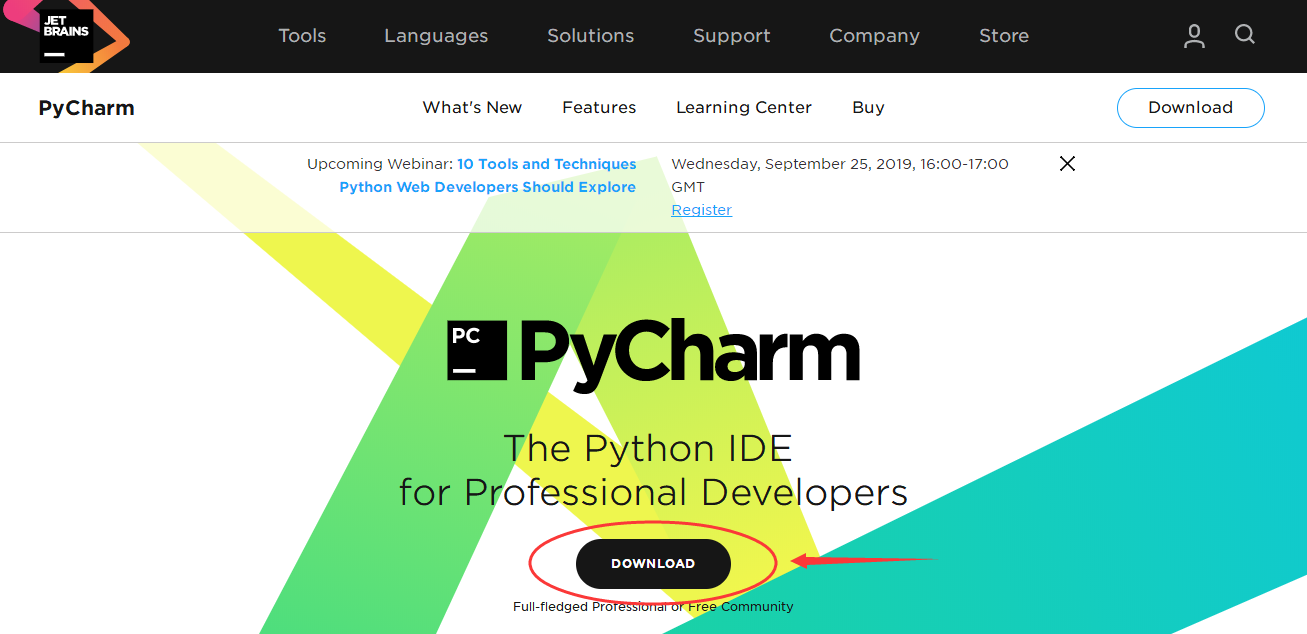 JET
BRAINS
Tools Languages Solutions Support Company Store
PyCharm What's New Features Learning Center Buy Download
Upcoming Webinar: 10 Tools and Techniques
Python Web Developers Should Explore
Wednesday, September 25, 2019, 16:00-17:00
GMT
Register
PC
PyCharm
The Python IDE
for Professional Developers
DOWNLOAD
Full-fledged Professional or Free Community